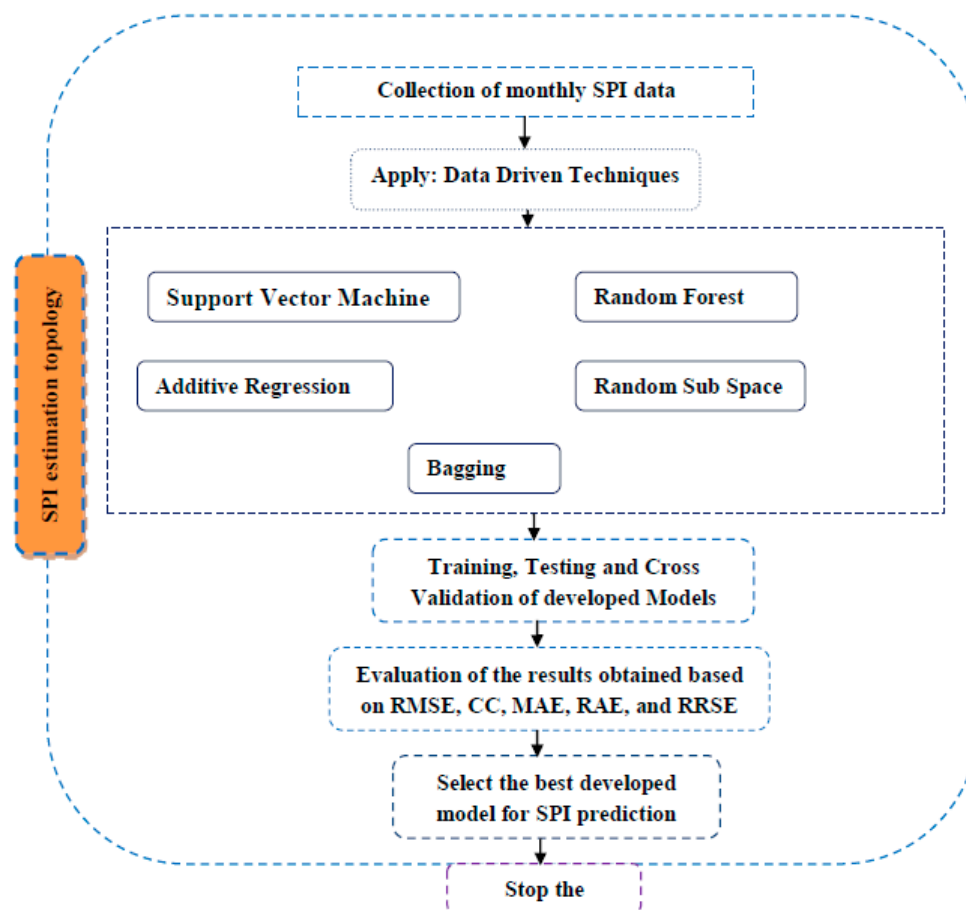 Collection of monthly SPI data
Apply: Data Driven Techniques
Support Vector Machine
Random Forest
Additive Regression
Random Sub Space
Bagging
SPI estimation topology
Training, Testing and Cross
Validation of developed Models
Evaluation of the results obtained based
on RMSE, CC, MAE, RAE, and RRSE
Select the best developed
model for SPI prediction
Stop the